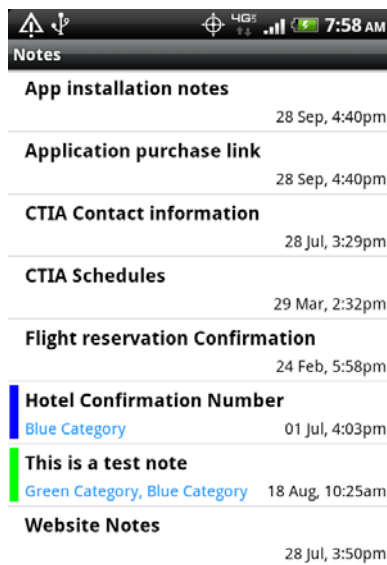 4G 7:58 AM
Notes
App installation notes
28 Sep, 4:40pm
Application purchase link
28 Sep, 4:40pm
CTIA Contact information
28 Jul, 3:29pm
CTIA Schedules
29 Mar, 2:32pm
Flight reservation Confirmation
24 Feb, 5:58pm
Hotel Confirmation Number
Blue Category 01 Jul, 4:03pm
This is a test note
Green Category, Blue Category 18 Aug, 10:25am
Website Notes
28 Jul, 3:50pm